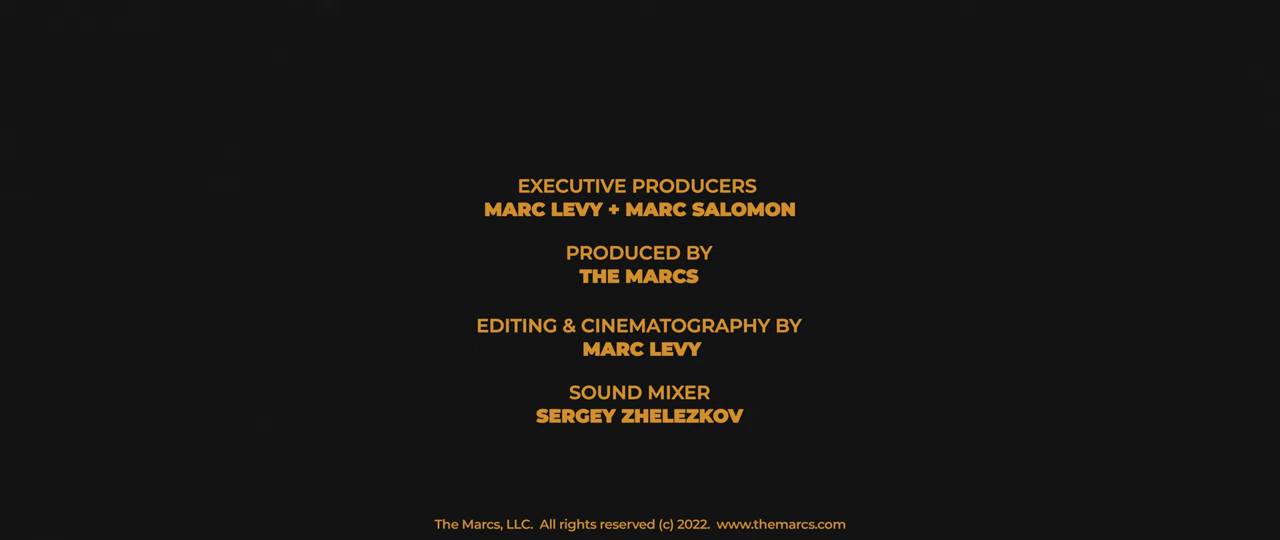 EXECUTIVE PRODUCERS
MARC LEVY + MARC SALOMON
PRODUCED BY
THE MARCS
EDITING & CINEMATOGRAPHY BY
MARC LEVY
SOUND MIXER
SERGEY ZHELEZKOV
The Marcs, LLC. All rights reserved (c) 2022. www.themarcs.com